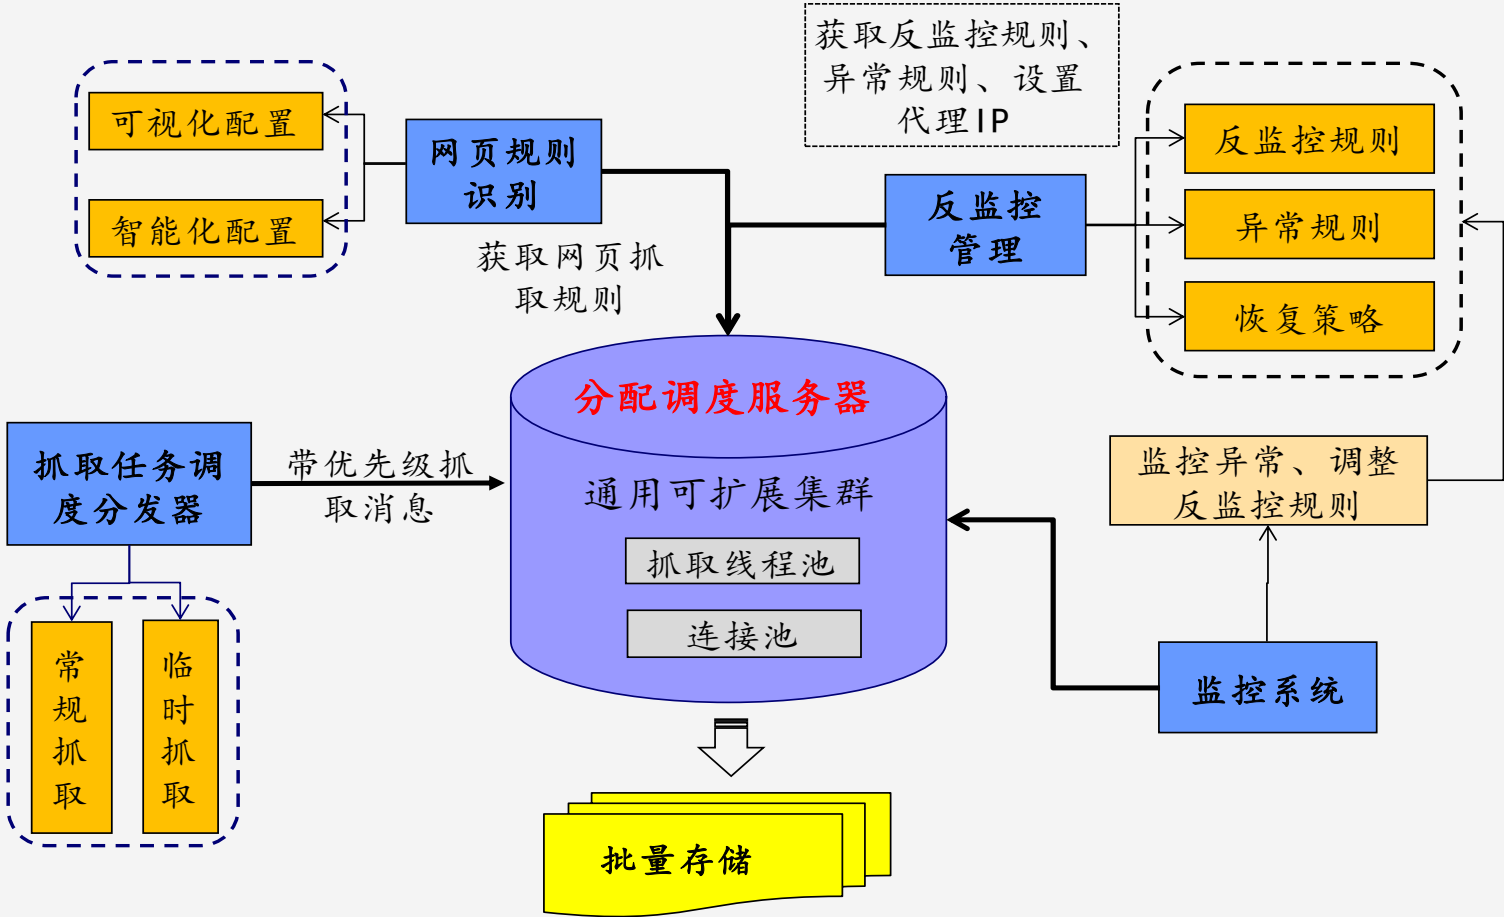 获取反监控规则、
异常规则、设置
代理IP
可视化配置
智能化配置
网页规则
识别
获取网页抓
取规则
反监控
管理
反监控规则
异常规则
恢复策略
分配调度服务器
通用可扩展集群
抓取线程池
连接池
抓取任务调
度分发器
带优先级抓
取消息
常规抓取
临时抓取
监控异常、调整
反监控规则
监控系统
批量存储